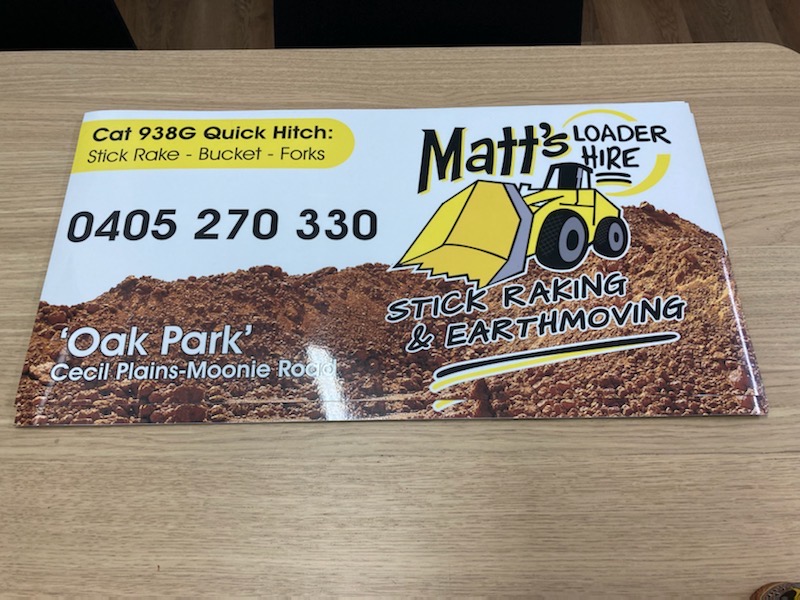 Cat 938G Quick Hitch:
Stick Rake - Bucket - Forks
0405 270 330
'Oak Park'
Cecil Plains-Moonie Road
Matt's
LOADER
HIRE
STICK RAKING
& EARTHMOVING